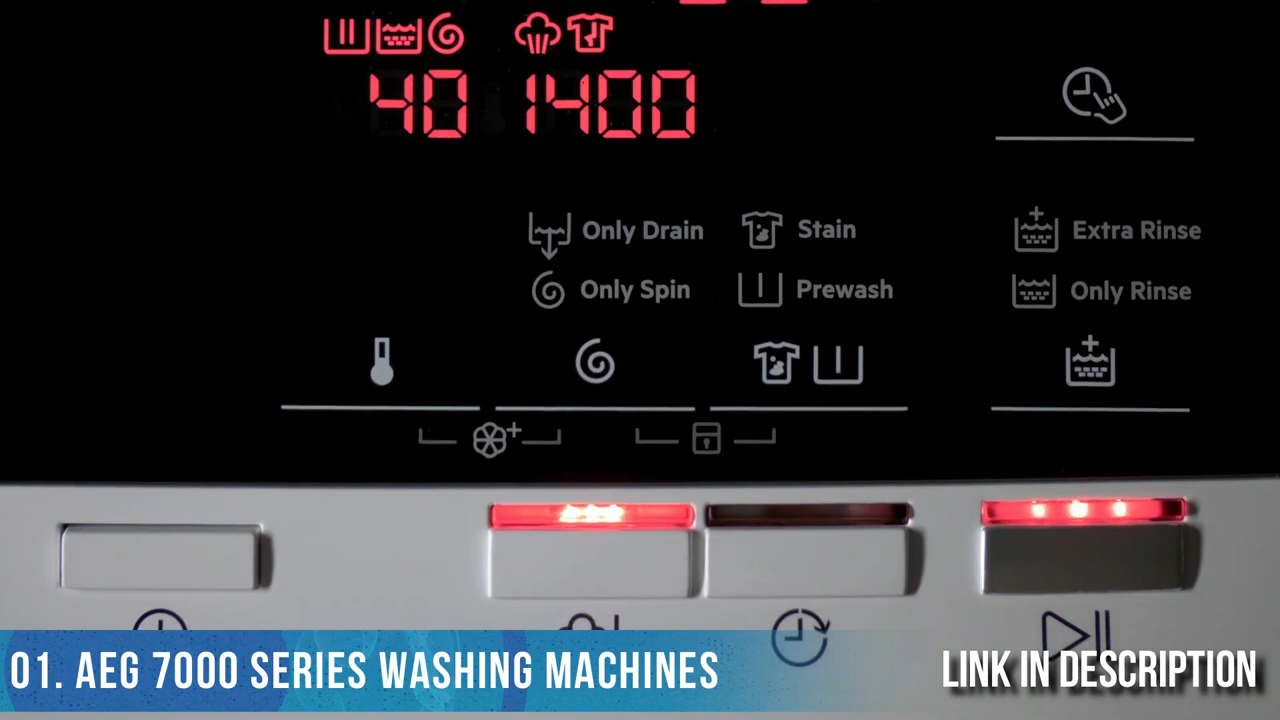 40 1400
Only Drain Stain Extra Rinse
Only Spin Prewash Only Rinse
01. AEG 7000 SERIES WASHING MACHINES
LINK IN DESCRIPTION